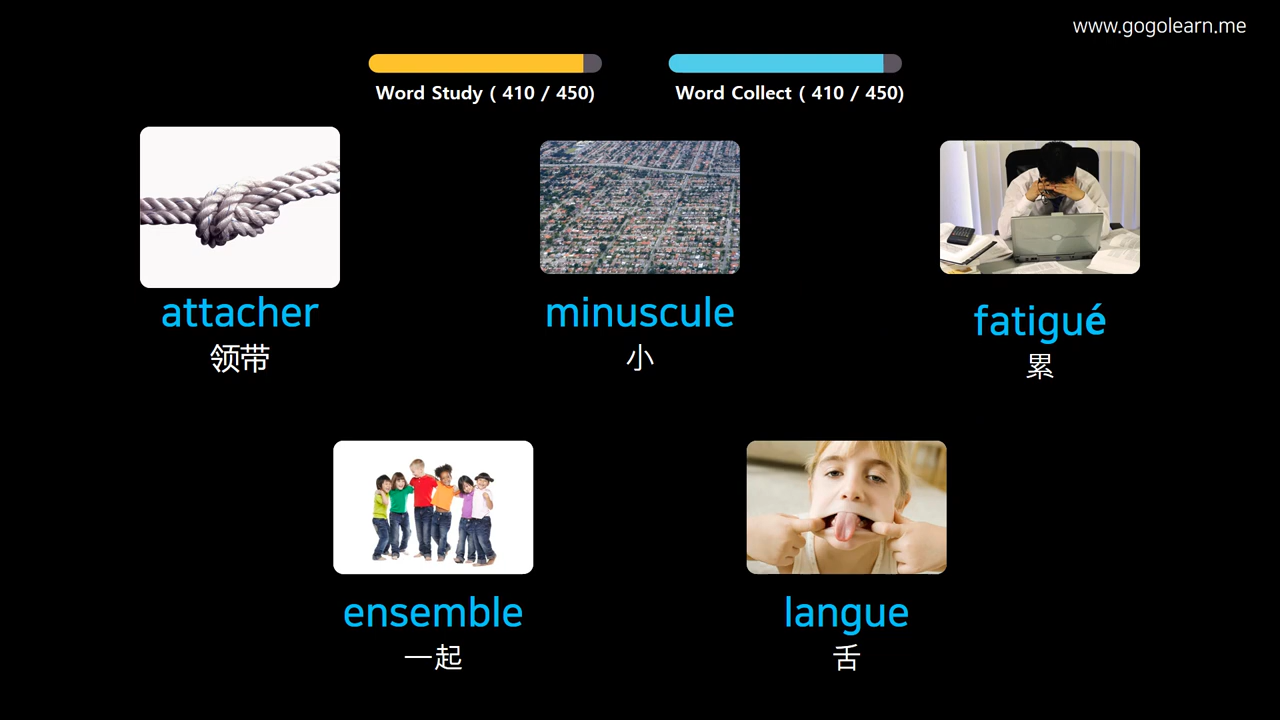 www.gogolearn.me
Word Study ( 410 / 450)
Word Collect ( 410 / 450)
attacher
领带
minuscule
小
fatigué
累
ensemble
一起
langue
舌